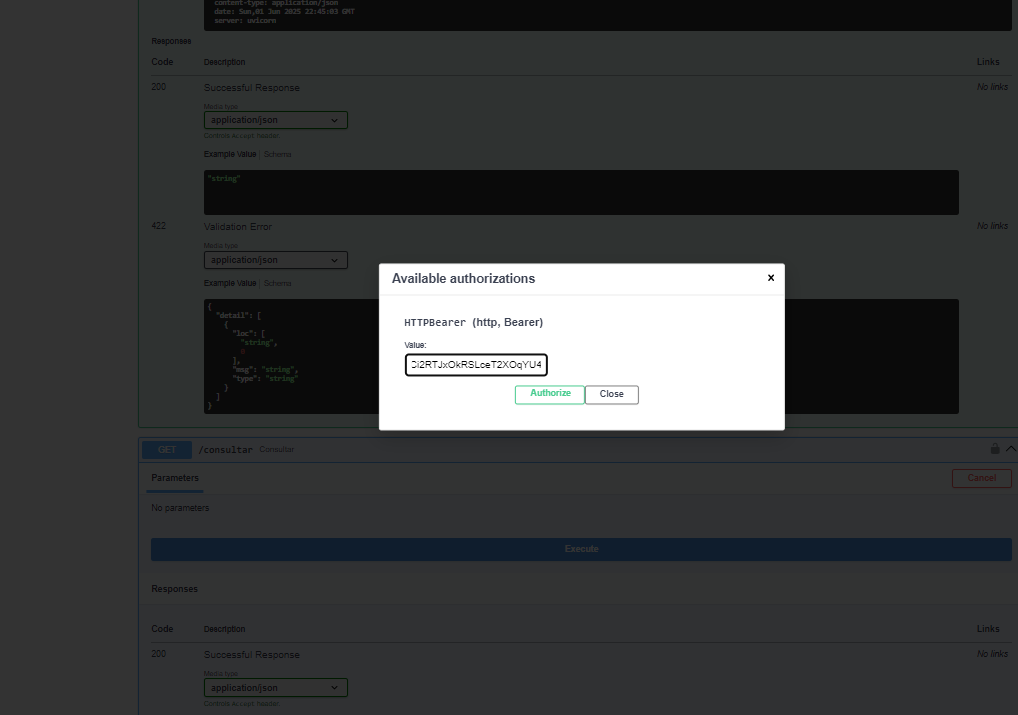 content-type: application/json
date: Sun,01 Jun 2025 22:45:03 GMT
server: uvicorn
Responses
Code Description Links
200 Successful Response No links
Media type
application/json
Controls Accept header.
Example Value | Schema
"string"
422 Validation Error No links
Media type
application/json
Example Value | Schema
{
"detail": [
{
"loc": [
"string",
0
],
"msg": "string",
"type": "string"
}
]
}
Available authorizations
×
HTTPBearer (http, Bearer)
Value:
Ci2RTJxOkRSLceT2XOqYU4
Authorize Close
GET /consultar Consultar
Parameters Cancel
No parameters
Execute
Responses
Code Description Links
200 Successful Response No links
Media type
application/json
Controls Accept header.